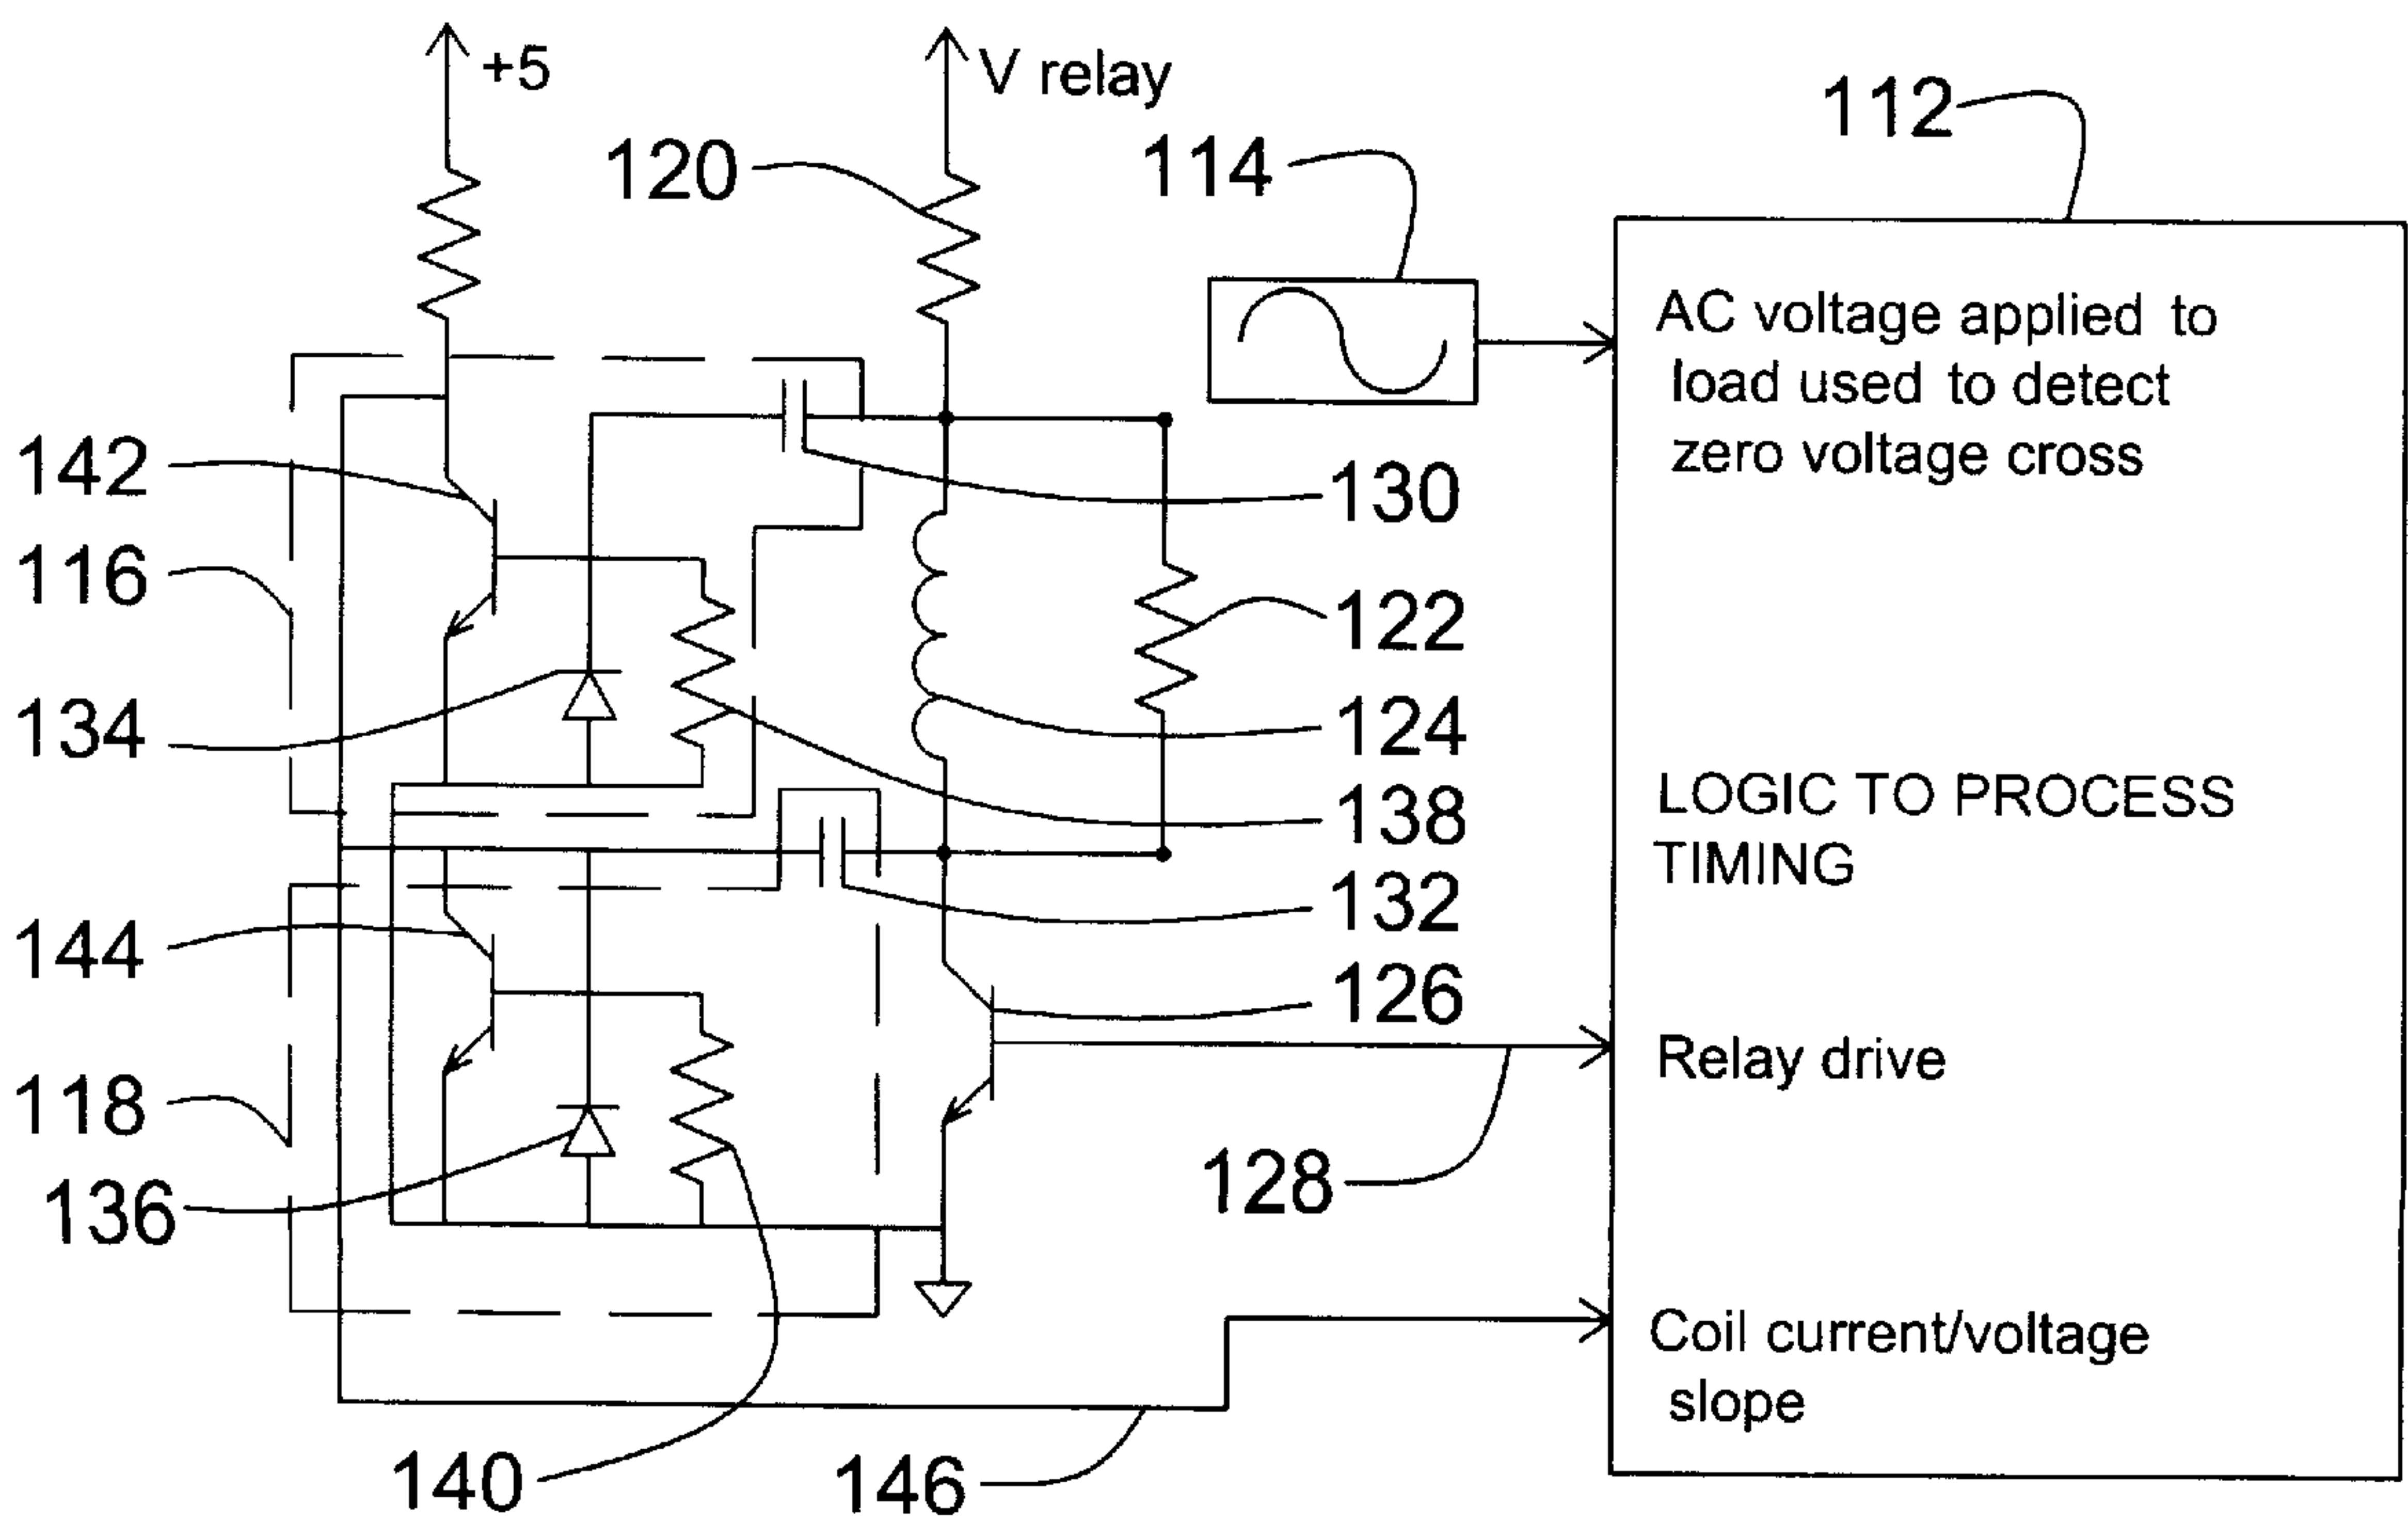 +5
V relay
112
120
114
AC voltage applied to
load used to detect
zero voltage cross
142
130
116
122
134
124
LOGIC TO PROCESS
TIMING
138
132
144
126
Relay drive
118
128
136
Coil current/voltage
slope
140
146